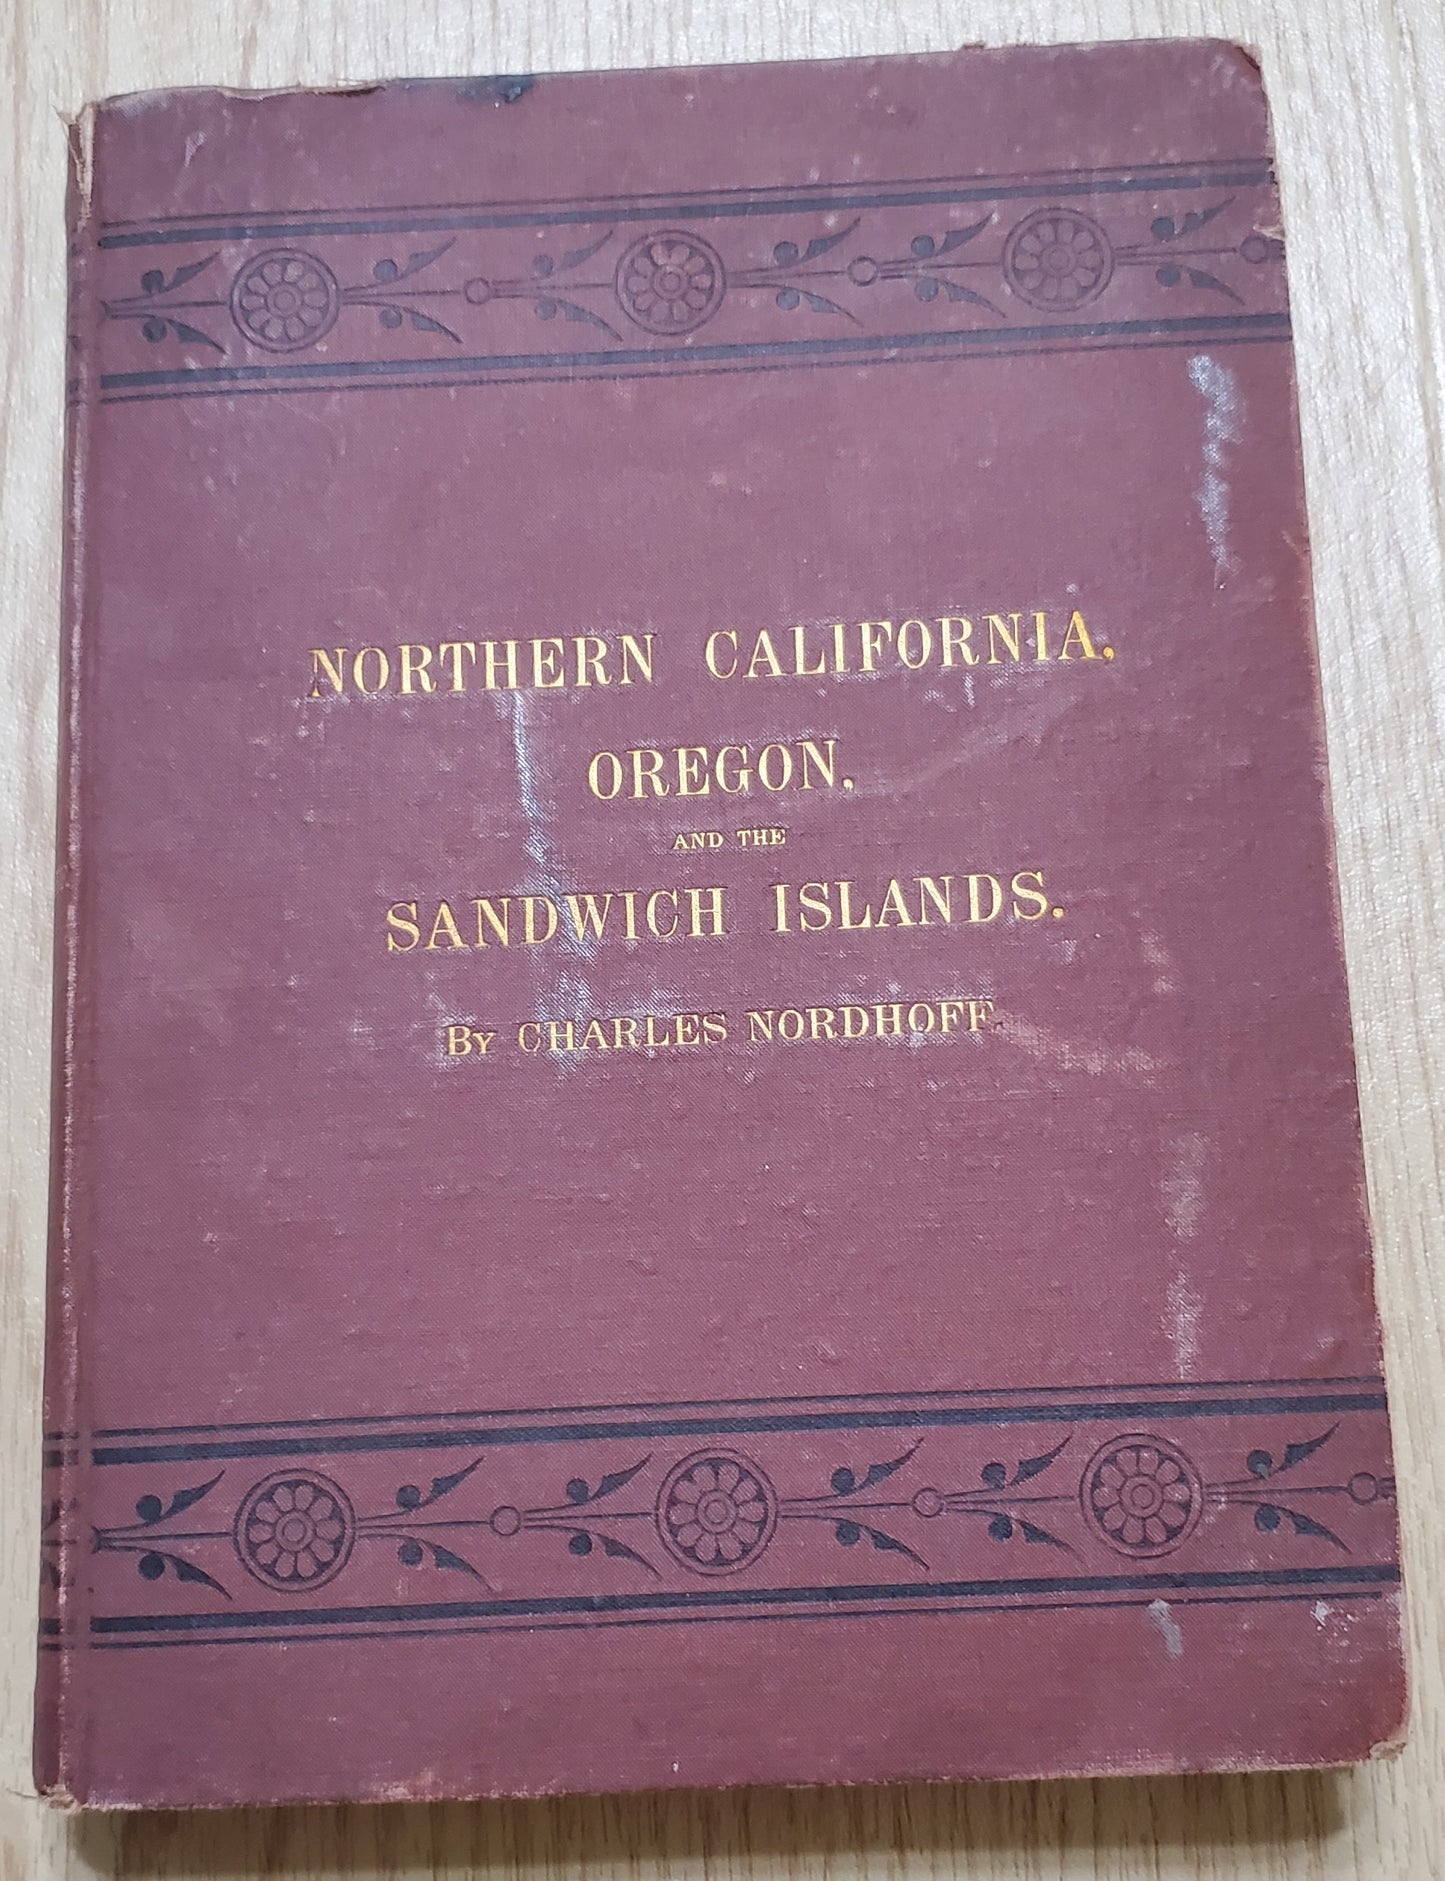 NORTHERN CALIFORNIA,
OREGON,
AND THE
SANDWICH ISLANDS.
By CHARLES NORDHOFF.